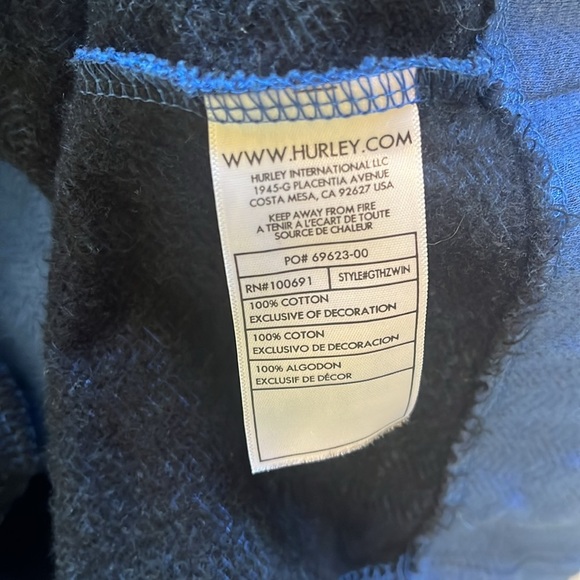 WWW.HURLEY.COM
HURLEY INTERNATIONAL LLC
1945-G PLACENTIA AVENUE
COSTA MESA, CA 92627 USA
KEEP AWAY FROM FIRE
A TENIR A L'ECART DE TOUTE
SOURCE DE CHALEUR
PO# 69623-00
RN#100691 STYLE#GTHZWIN
100% COTTON
EXCLUSIVE OF DECORATION
100% COTON
EXCLUSIVO DE DECORACION
100% ALGODON
EXCLUSIF DE DÉCOR